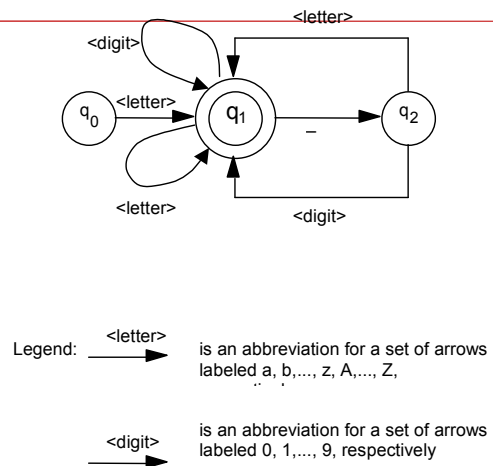 <letter>
<digit>
q0
<letter>
q1
–
q2
<letter>
<digit>
Legend:
<letter>
is an abbreviation for a set of arrows
labeled a, b,..., z, A,..., Z,
<digit>
is an abbreviation for a set of arrows
labeled 0, 1,..., 9, respectively